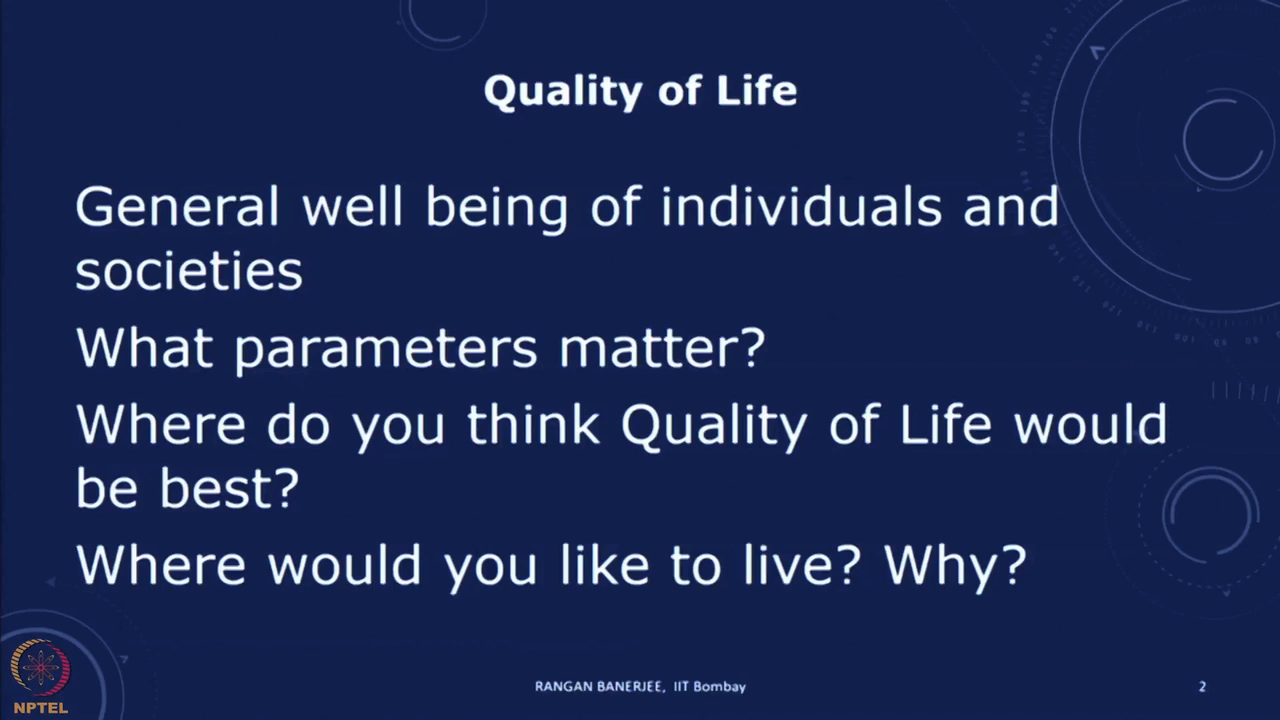 Quality of Life
General well being of individuals and
societies
What parameters matter?
Where do you think Quality of Life would
be best?
Where would you like to live? Why?
RANGAN BANERJEE, IIT Bombay
2
NPTEL